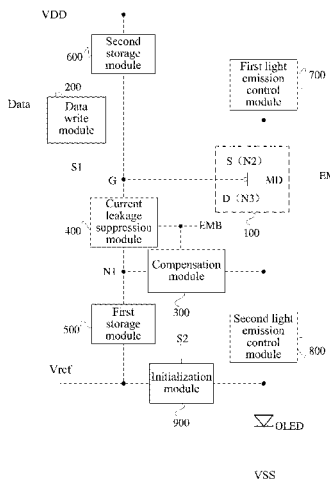 VDD
600
Second
storage
module
First light
emission
control
module
700
200
Data
Data
write
module
S1
G
S (N2)
MD
D (N3)
100
EM
Current
leakage
suppression
module
400
EMB
N1
Compensation
module
300
First
storage
module
500
Second light
emission
control
module
800
S2
Vref
Initialization
module
900
OLED
VSS